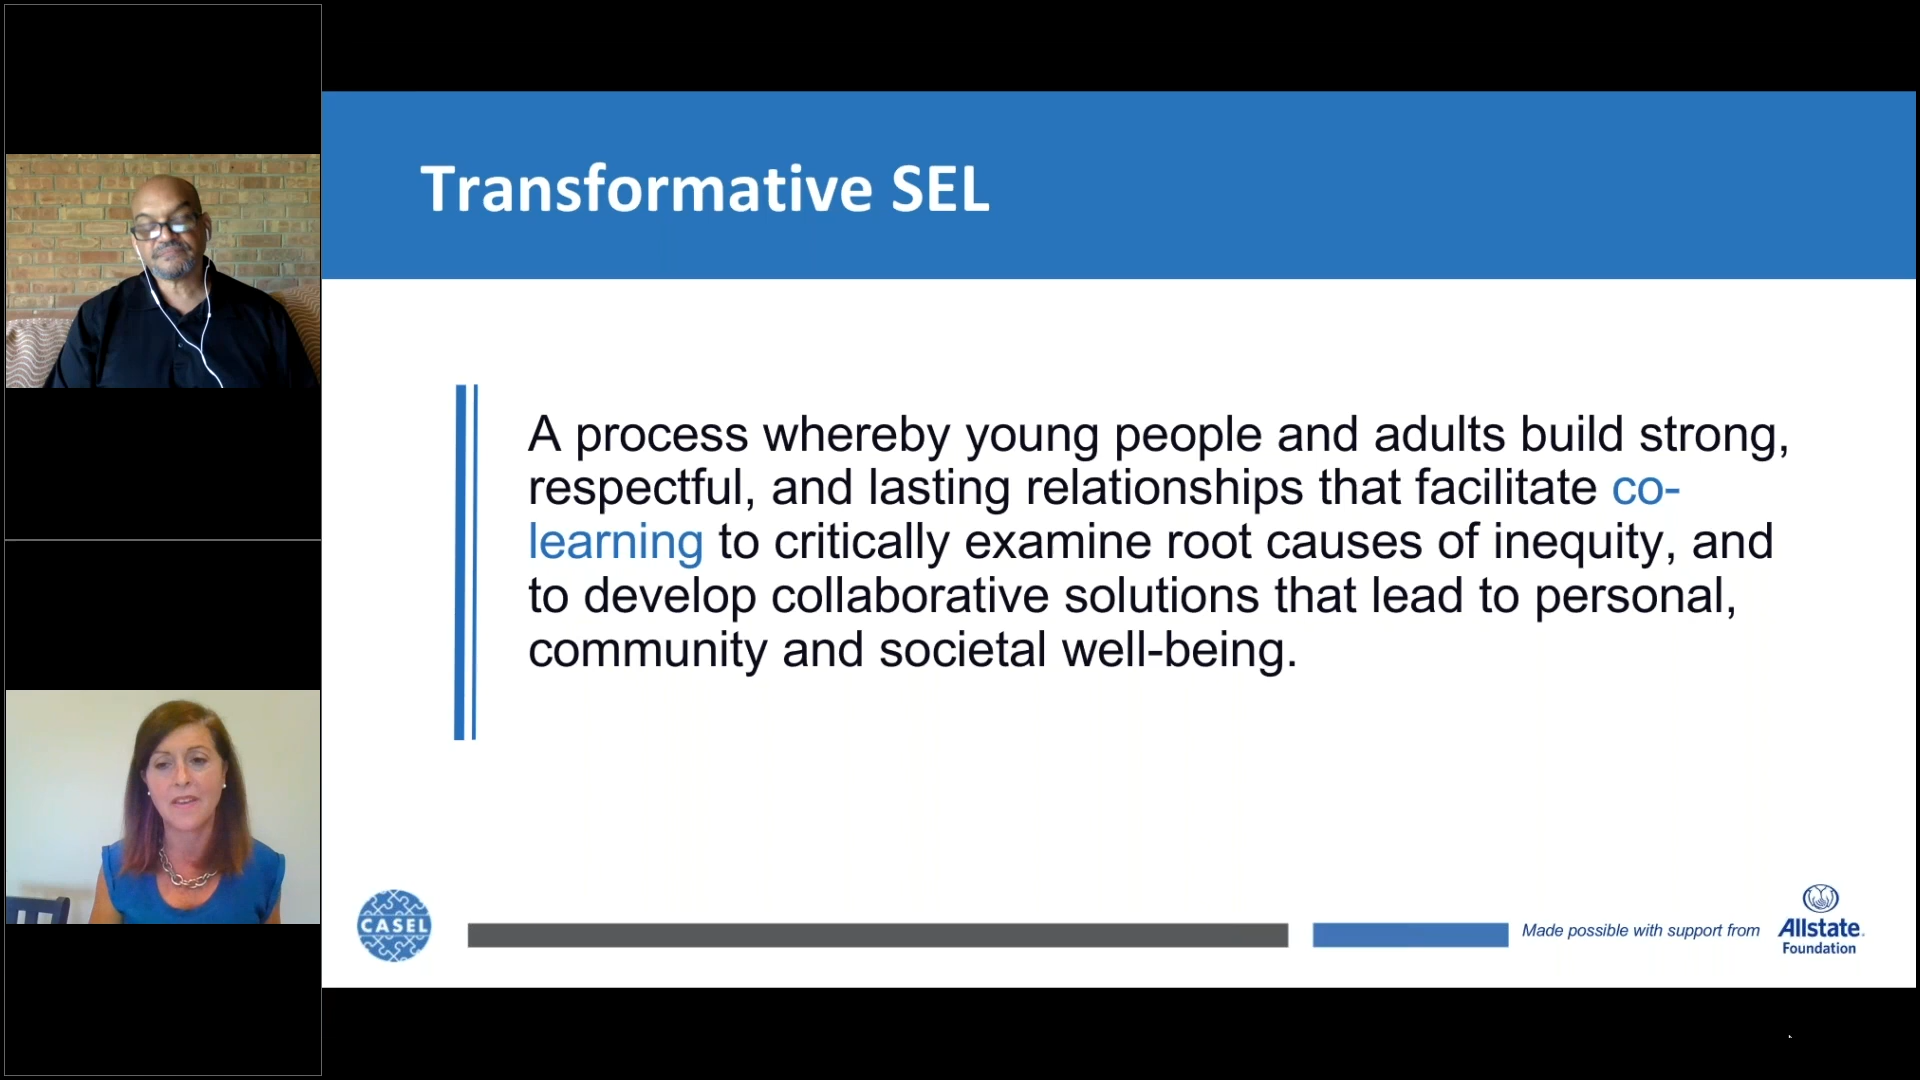 Transformative SEL
A process whereby young people and adults build strong,
respectful, and lasting relationships that facilitate co-
learning to critically examine root causes of inequity, and
to develop collaborative solutions that lead to personal,
community and societal well-being.
CASEL
Made possible with support from
Allstate.
Foundation